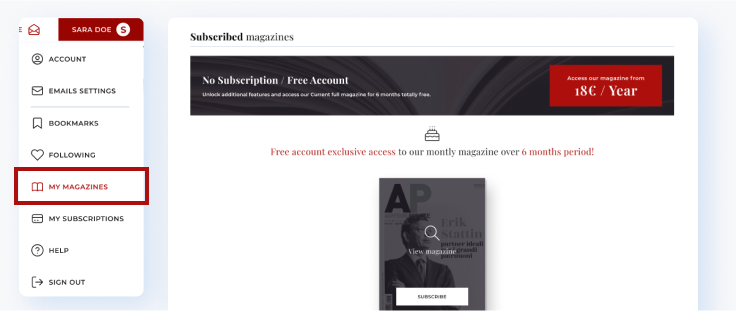 SARA DOE S
ACCOUNT
EMAILS SETTINGS
BOOKMARKS
FOLLOWING
MY MAGAZINES
MY SUBSCRIPTIONS
HELP
SIGN OUT
Subscribed magazines
No Subscription / Free Account
Unlock additional features and access our Current full magazine for 6 months totally free.
Access our magazine from
18€ / Year
Free account exclusive access to our montly magazine over 6 months period!
AP
Erik
Stattin
partner ideali
View magazine
patrimoni
SUBSCRIBE